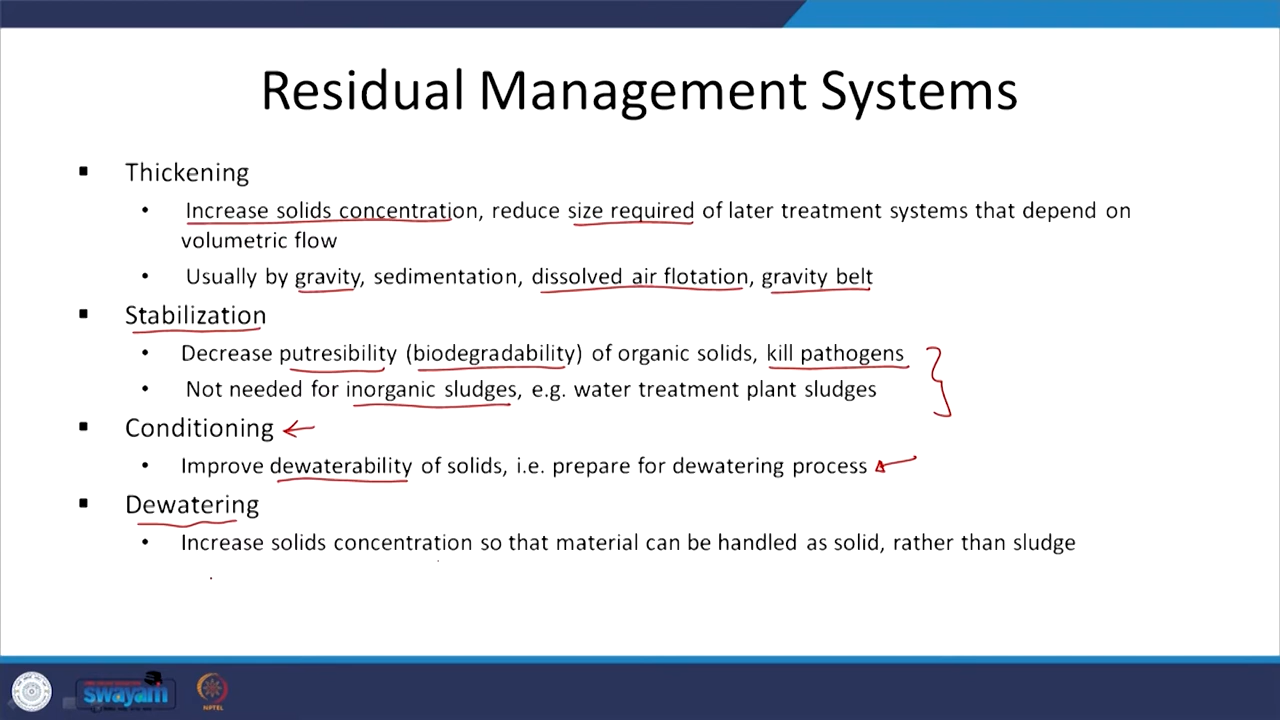 Residual Management Systems
▪ Thickening
• Increase solids concentration, reduce size required of later treatment systems that depend on
volumetric flow
• Usually by gravity, sedimentation, dissolved air flotation, gravity belt
▪ Stabilization
• Decrease putresibility (biodegradability) of organic solids, kill pathogens
• Not needed for inorganic sludges, e.g. water treatment plant sludges
▪ Conditioning
• Improve dewaterability of solids, i.e. prepare for dewatering process
▪ Dewatering
• Increase solids concentration so that material can be handled as solid, rather than sludge
swayam
NPTEL